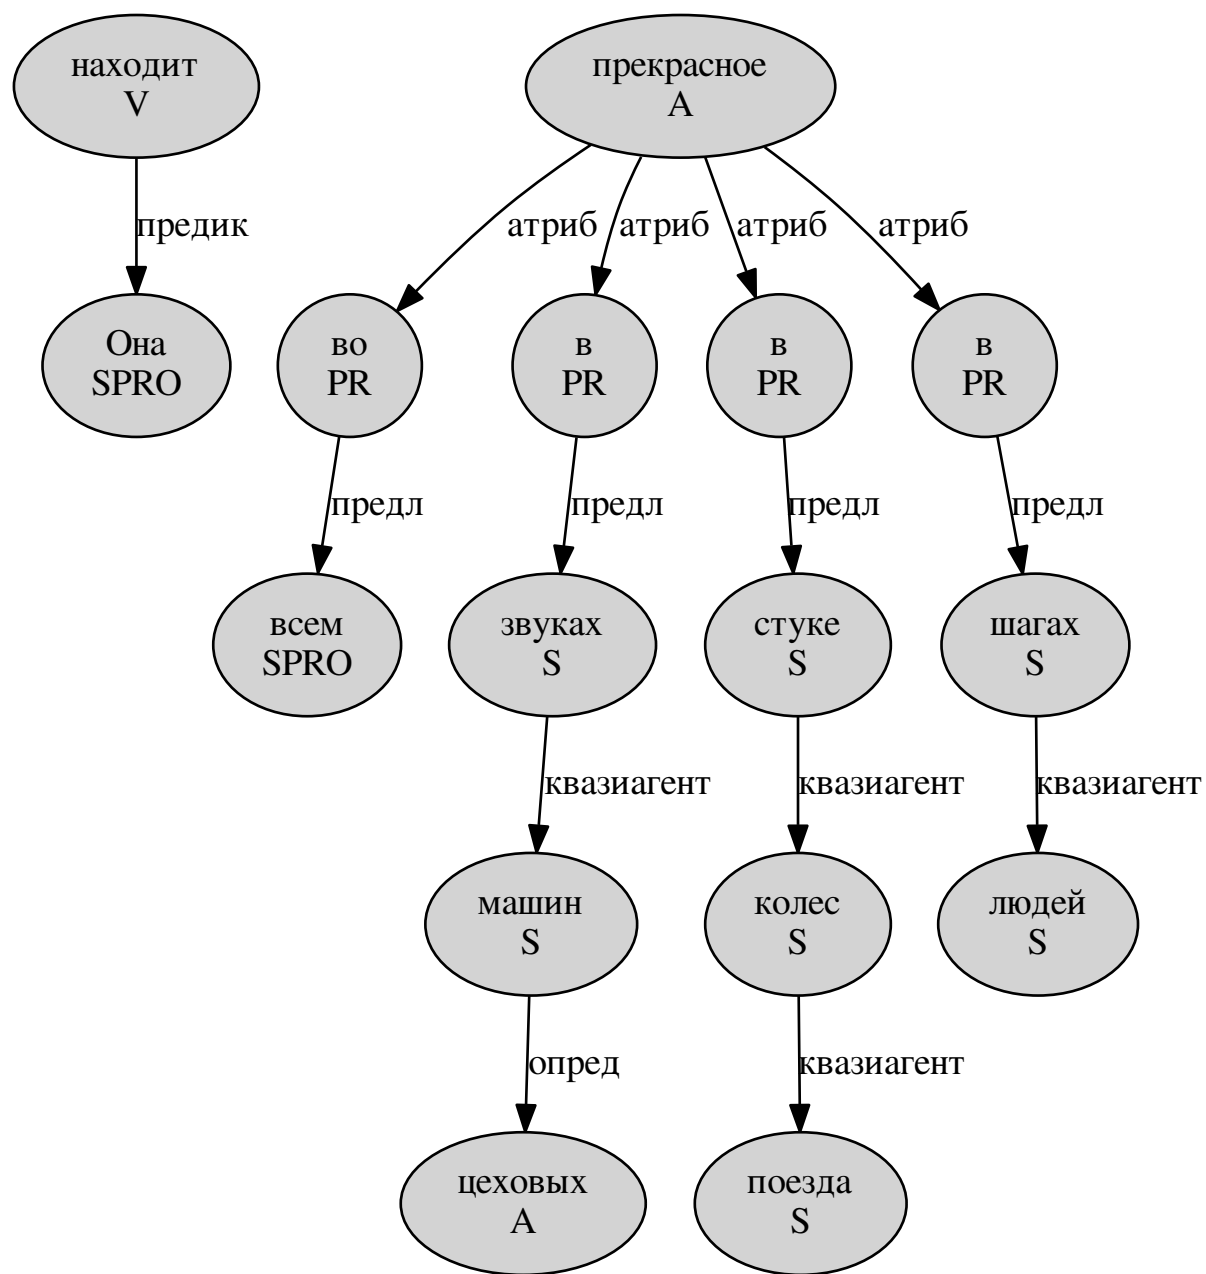 находит
V
прекрасное
A
предик
атриб
атриб
атриб
атриб
Она
SPRO
во
PR
в
PR
в
PR
в
PR
предл
предл
предл
предл
всем
SPRO
звуках
S
стуке
S
шагах
S
квазиагент
квазиагент
квазиагент
машин
S
колес
S
людей
S
опред
квазиагент
цеховых
A
поезда
S